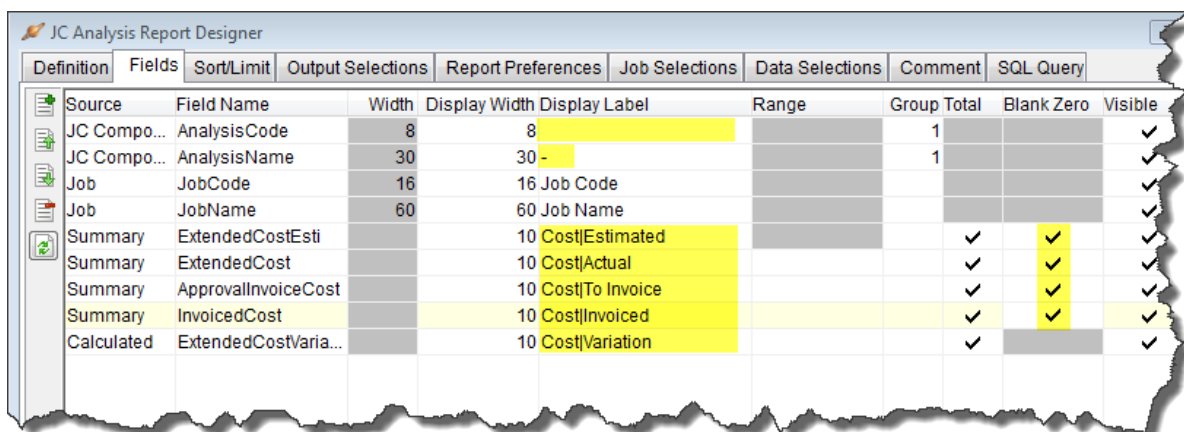 JC Analysis Report Designer
Definition Fields Sort/Limit Output Selections Report Preferences Job Selections Data Selections Comment SQL Query
Source Field Name Width Display Width Display Label Range Group Total Blank Zero Visible
JC Compo... AnalysisCode 8 8 1
JC Compo... AnalysisName 30 30 - 1
Job JobCode 16 16 Job Code
Job JobName 60 60 Job Name
Summary ExtendedCostEsti 10 Cost|Estimated
Summary ExtendedCost 10 Cost|Actual
Summary ApprovalInvoiceCost 10 Cost|To Invoice
Summary InvoicedCost 10 Cost|Invoiced
Calculated ExtendedCostVaria... 10 Cost|Variation